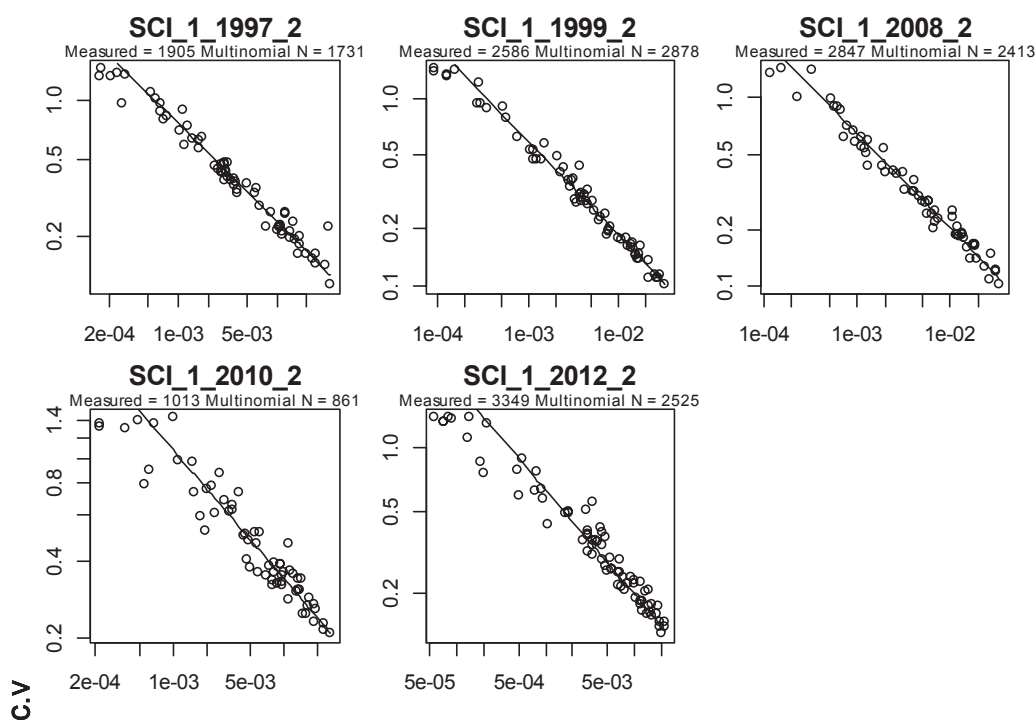 SCI_1_1997_2
Measured = 1905 Multinomial N = 1731
1.0
0.5
0.2
2e-04 1e-03 5e-03
SCI_1_1999_2
Measured = 2586 Multinomial N = 2878
1.0
0.5
0.2
0.1
1e-04 1e-03 1e-02
SCI_1_2008_2
Measured = 2847 Multinomial N = 2413
1.0
0.5
0.2
0.1
1e-04 1e-03 1e-02
SCI_1_2010_2
Measured = 1013 Multinomial N = 861
1.4
0.8
0.4
0.2
2e-04 1e-03 5e-03
SCI_1_2012_2
Measured = 3349 Multinomial N = 2525
1.0
0.5
0.2
5e-05 5e-04 5e-03
C.V